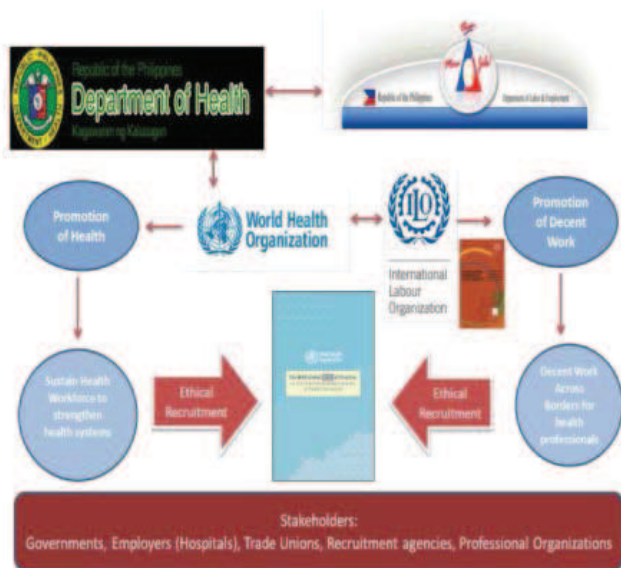 Republic of the Philippines
Department of Health
Kagawaran ng Kalusugan
Republic of the Philippines
Department of Labor & Employment
Promotion
of Health
World Health
Organization
ILO
International
Labour
Organization
Promotion
of Decent
Work
Sustain Health
Workforce to
strengthen
health systems
Ethical
Recruitment
Ethical
Recruitment
Decent Work
Across
Borders for
health
professionals
Stakeholders:
Governments, Employers (Hospitals), Trade Unions, Recruitment agencies, Professional Organizations